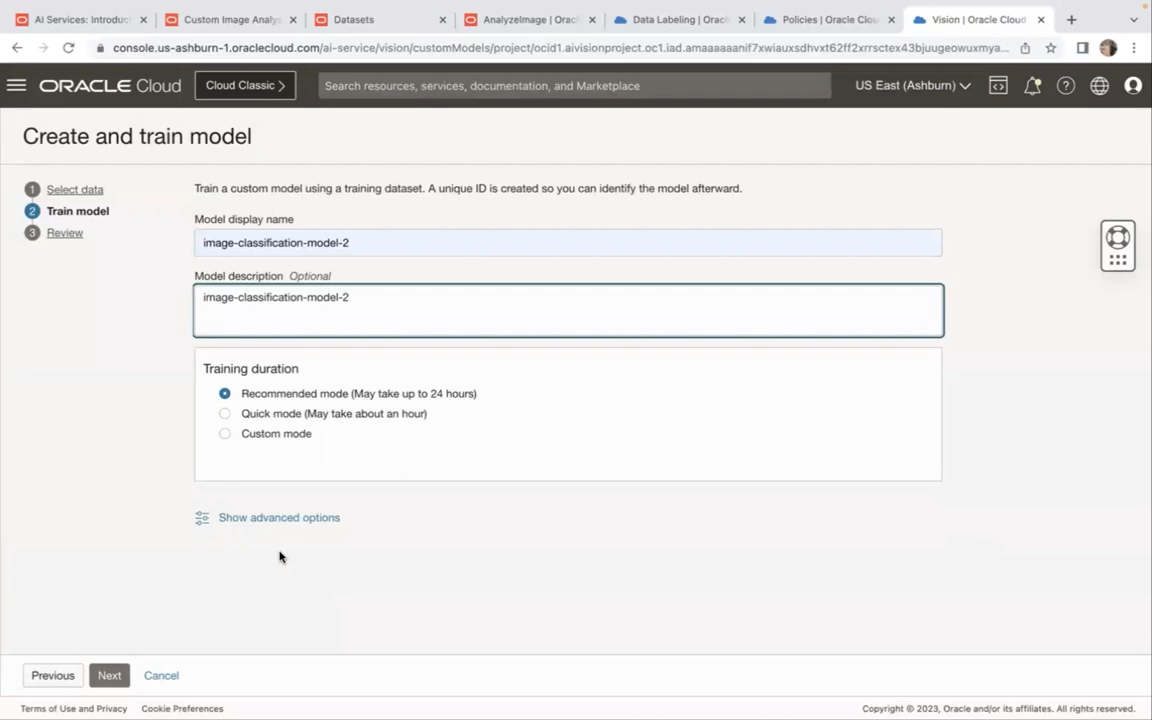 AI Services: Introduc
Custom Image Analys
Datasets
AnalyzeImage | Orac
Data Labeling | Oracl
Policies | Oracle Clou
Vision | Oracle Cloud
console.us-ashburn-1.oraclecloud.com/ai-service/vision/customModels/project/ocid1.aivisionproject.oc1.iad.amaaaaaanif7xwiauxsdhvxt62ff2xrrsctex43bjuugeowuxmya...
ORACLE Cloud
Cloud Classic
Search resources, services, documentation, and Marketplace
US East (Ashburn)
Create and train model
1 Select data
2 Train model
3 Review
Train a custom model using a training dataset. A unique ID is created so you can identify the model afterward.
Model display name
image-classification-model-2
Model description Optional
image-classification-model-2
Training duration
Recommended mode (May take up to 24 hours)
Quick mode (May take about an hour)
Custom mode
Show advanced options
Previous
Next
Cancel
Terms of Use and Privacy
Cookie Preferences
Copyright © 2023, Oracle and/or its affiliates. All rights reserved.